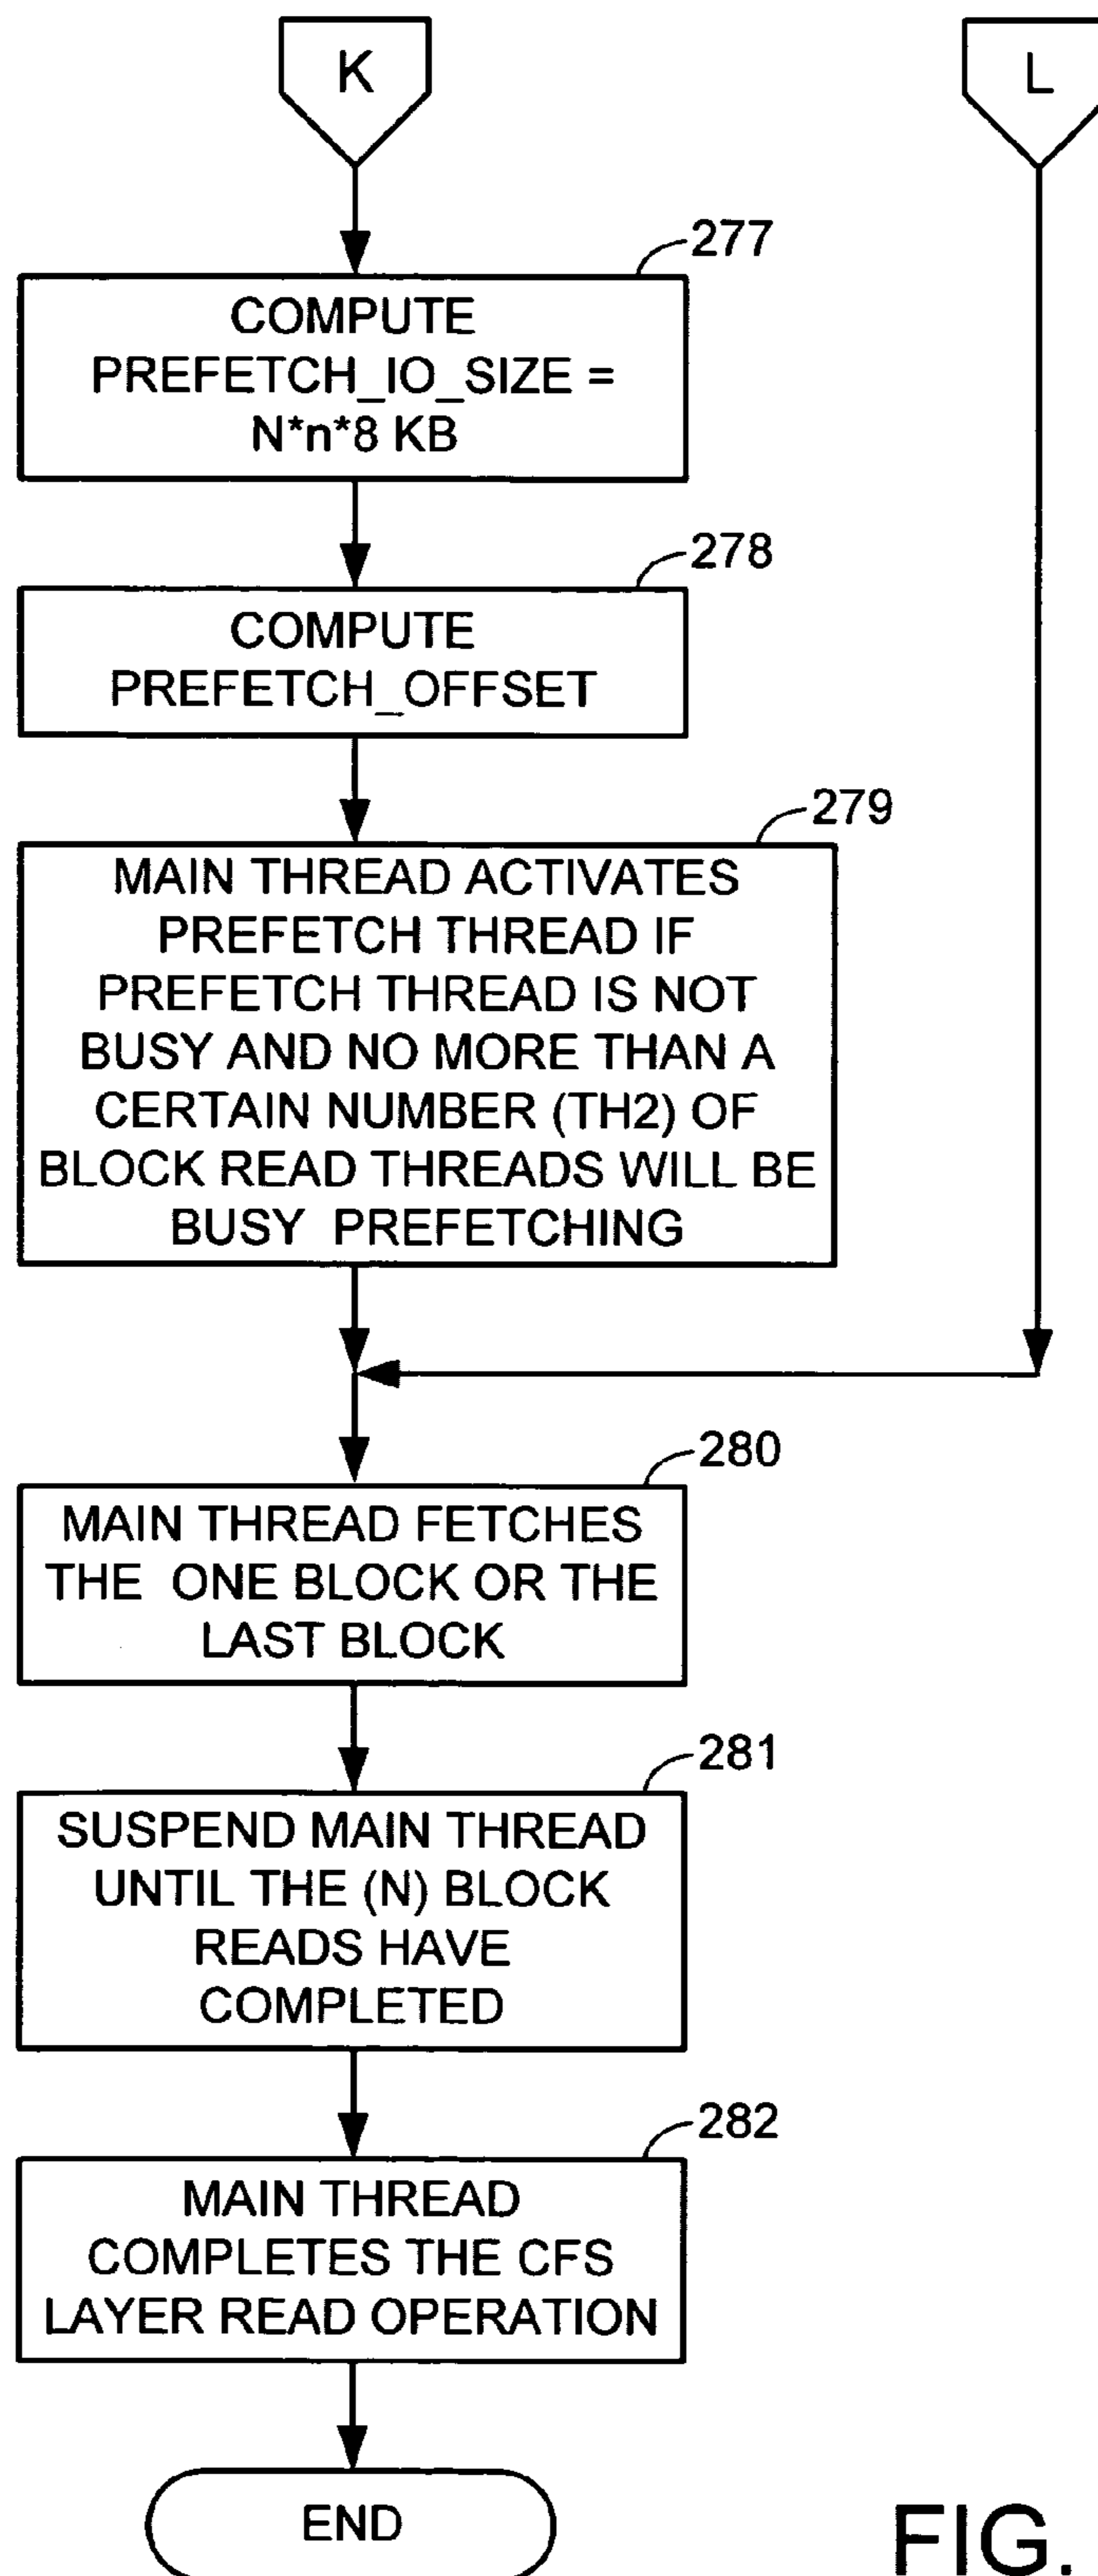 K
L
277
COMPUTE
PREFETCH_IO_SIZE =
N*n*8 KB
278
COMPUTE
PREFETCH_OFFSET
279
MAIN THREAD ACTIVATES
PREFETCH THREAD IF
PREFETCH THREAD IS NOT
BUSY AND NO MORE THAN A
CERTAIN NUMBER (TH2) OF
BLOCK READ THREADS WILL BE
BUSY PREFETCHING
280
MAIN THREAD FETCHES
THE ONE BLOCK OR THE
LAST BLOCK
281
SUSPEND MAIN THREAD
UNTIL THE (N) BLOCK
READS HAVE
COMPLETED
282
MAIN THREAD
COMPLETES THE CFS
LAYER READ OPERATION
END
FIG.